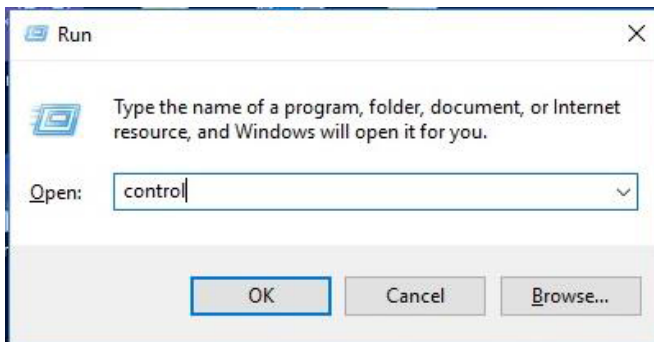 Run
Type the name of a program, folder, document, or Internet
resource, and Windows will open it for you.
Open: control
OK Cancel Browse...